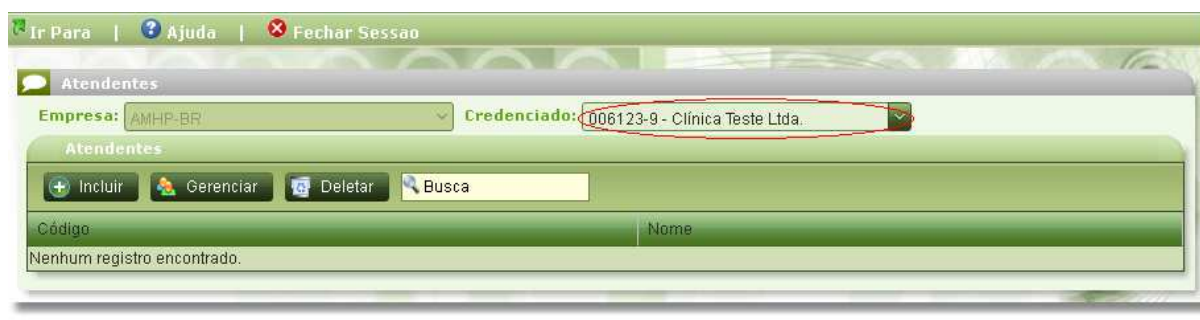 Ir Para | Ajuda | Fechar Sessao
Atendentes
Empresa: AMHP-BR Credenciado: 006123-9 - Clínica Teste Ltda.
Atendentes
Incluir Gerenciar Deletar Busca
Código Nome
Nenhum registro encontrado.